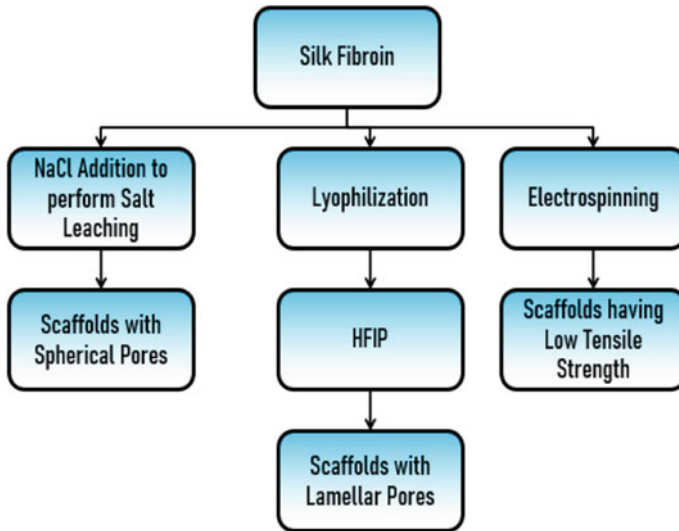 Silk Fibroin
NaCl Addition to
perform Salt
Leaching
Lyophilization
Electrospinning
Scaffolds with
Spherical Pores
HFIP
Scaffolds having
Low Tensile
Strength
Scaffolds with
Lamellar Pores